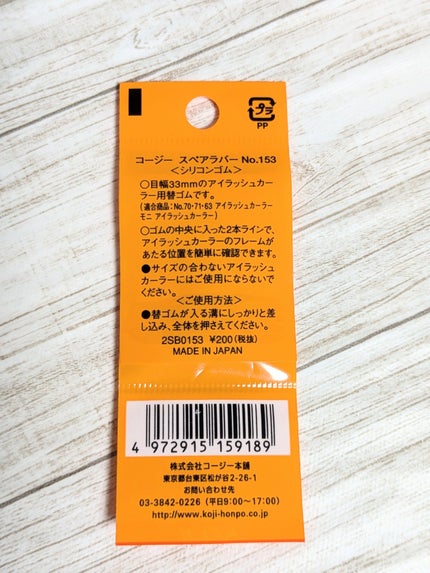 プラ
PP
コージー スペアラバー No.153
<シリコンゴム>
○目幅33mmのアイラッシュカー
ラー用替ゴムです。
(適合商品:No.70・71・63 アイラッシュカーラー
モニ アイラッシュカーラー)
○ゴムの中央に入った2本ラインで、
アイラッシュカーラーのフレームが
あたる位置を簡単に確認できます。
●サイズの合わないアイラッシュ
カーラーにはご使用にならないで
ください。
<ご使用方法>
●替ゴムが入る溝にしっかりと差
し込み、全体を押さえてください。
2SB0153 ¥200(税抜)
MADE IN JAPAN
4 972915 159189
株式会社コージー本舗
東京都台東区松が谷2-26-1
お問い合わせ先
03-3842-0226 (平日9:00~17:00)
http://www.koji-honpo.co.jp